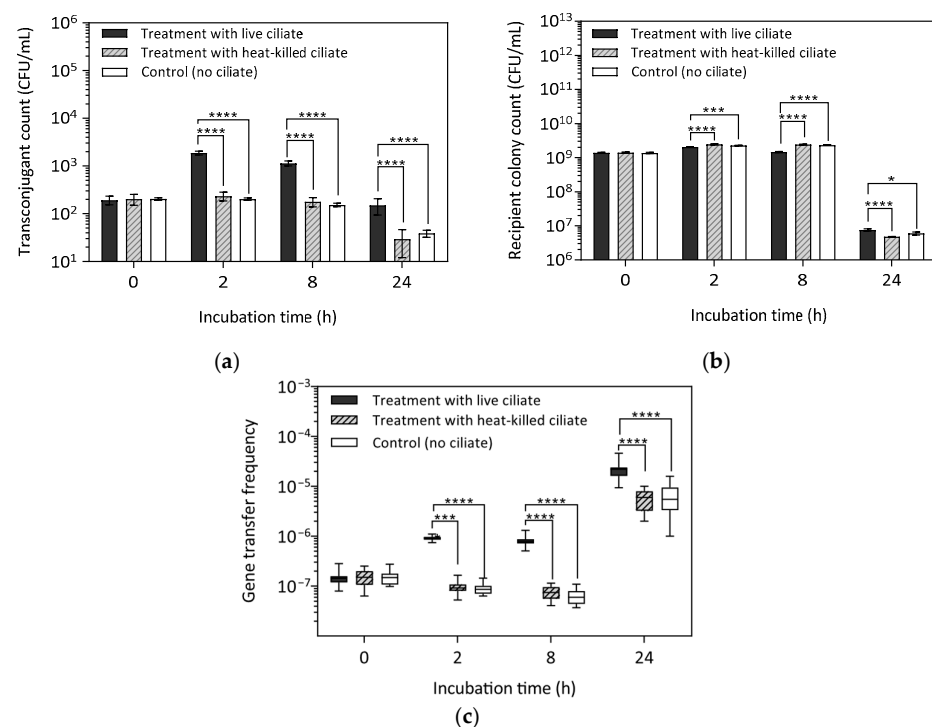 10^6
10^5
10^4
10^3
10^2
10^1
Transconjugant count (CFU/mL)
Treatment with live ciliate
Treatment with heat-killed ciliate
Control (no ciliate)
****
****
****
****
****
****
0 2 8 24
Incubation time (h)
(a)
10^13
10^12
10^11
10^10
10^9
10^8
10^7
10^6
Recipient colony count (CFU/mL)
Treatment with live ciliate
Treatment with heat-killed ciliate
Control (no ciliate)
***
****
****
****
*
****
0 2 8 24
Incubation time (h)
(b)
10^−3
10^−4
10^−5
10^−6
10^−7
Gene transfer frequency
Treatment with live ciliate
Treatment with heat-killed ciliate
Control (no ciliate)
****
***
****
****
****
****
0 2 8 24
Incubation time (h)
(c)